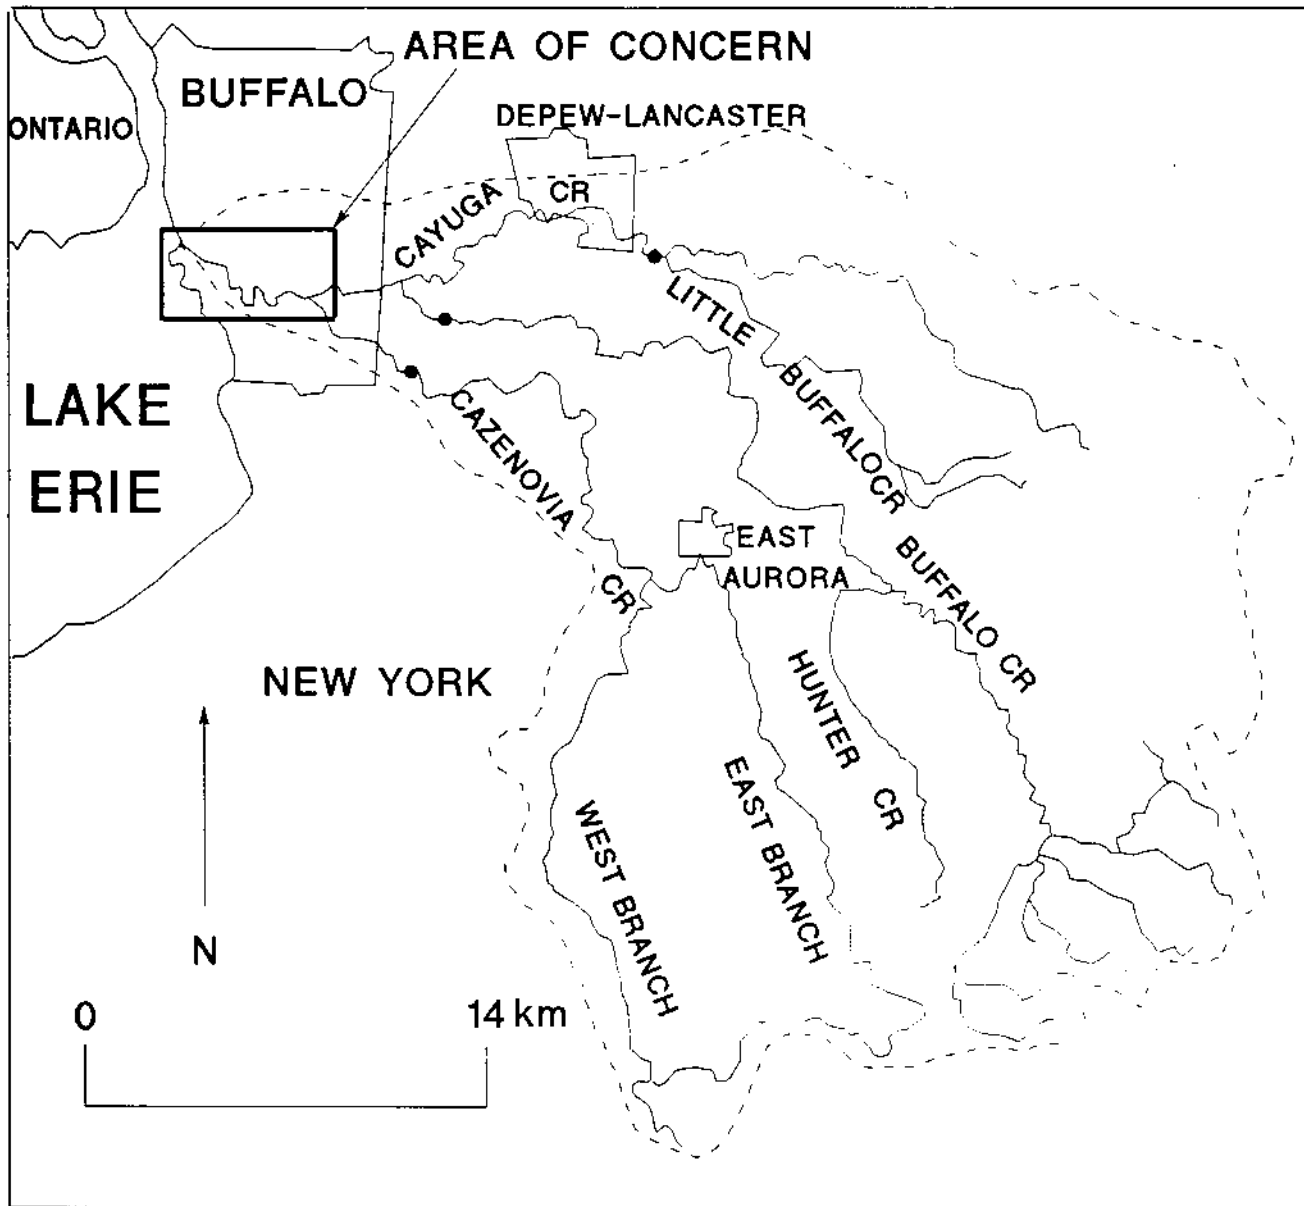 AREA OF CONCERN
BUFFALO
DEPEW-LANCASTER
ONTARIO
CR
CAYUGA
LITTLE
LAKE
ERIE
BUFFALOCR
CAZENOVIA
CR
EAST
AURORA
BUFFALO CR
NEW YORK
HUNTER
CR
EAST BRANCH
WEST BRANCH
N
0
14 km